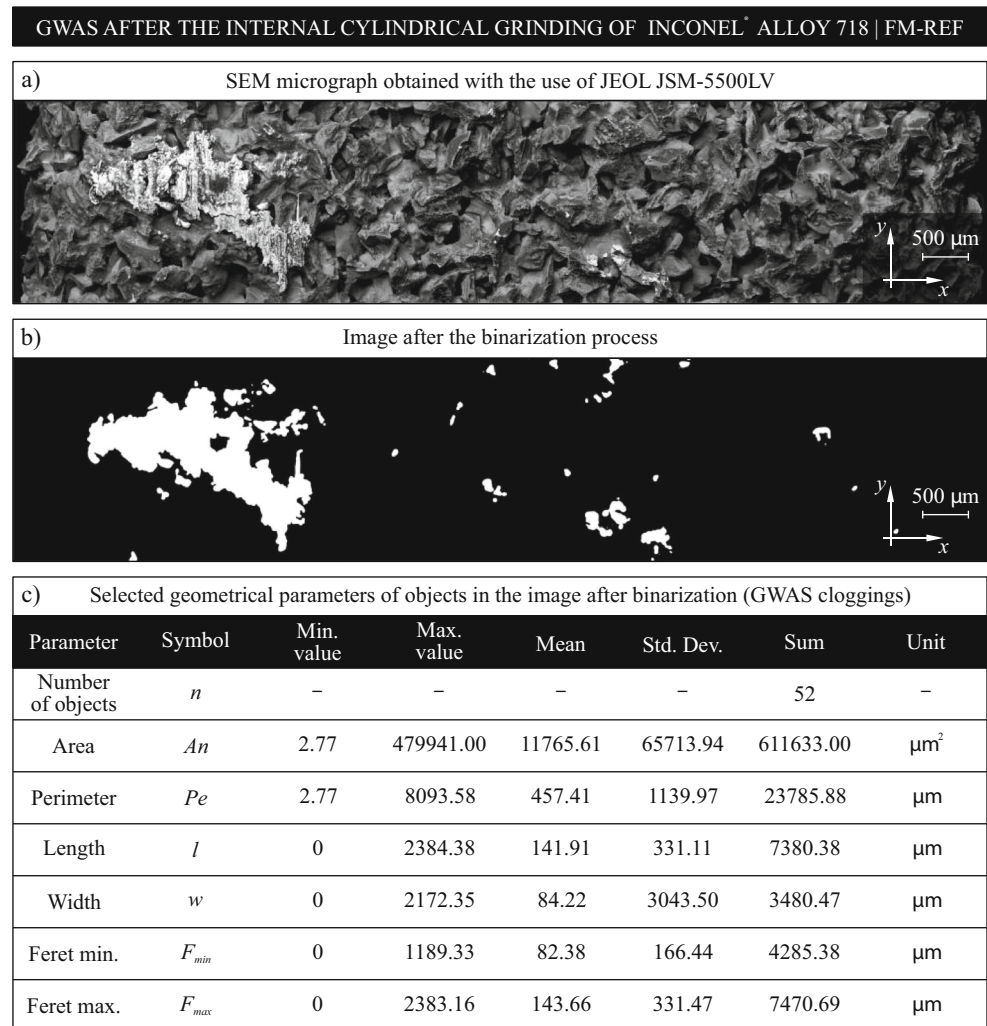 GWAS AFTER THE INTERNAL CYLINDRICAL GRINDING OF INCONEL® ALLOY 718 | FM-REF
a) SEM micrograph obtained with the use of JEOL JSM-5500LV
y 500 µm
x
b) Image after the binarization process
y 500 µm
x
c) Selected geometrical parameters of objects in the image after binarization (GWAS cloggings)
Parameter Symbol Min. value Max. value Mean Std. Dev. Sum Unit
Number of objects n – – – – 52 –
Area An 2.77 479941.00 11765.61 65713.94 611633.00 µm²
Perimeter Pe 2.77 8093.58 457.41 1139.97 23785.88 µm
Length l 0 2384.38 141.91 331.11 7380.38 µm
Width w 0 2172.35 84.22 3043.50 3480.47 µm
Feret min. Fmin 0 1189.33 82.38 166.44 4285.38 µm
Feret max. Fmax 0 2383.16 143.66 331.47 7470.69 µm